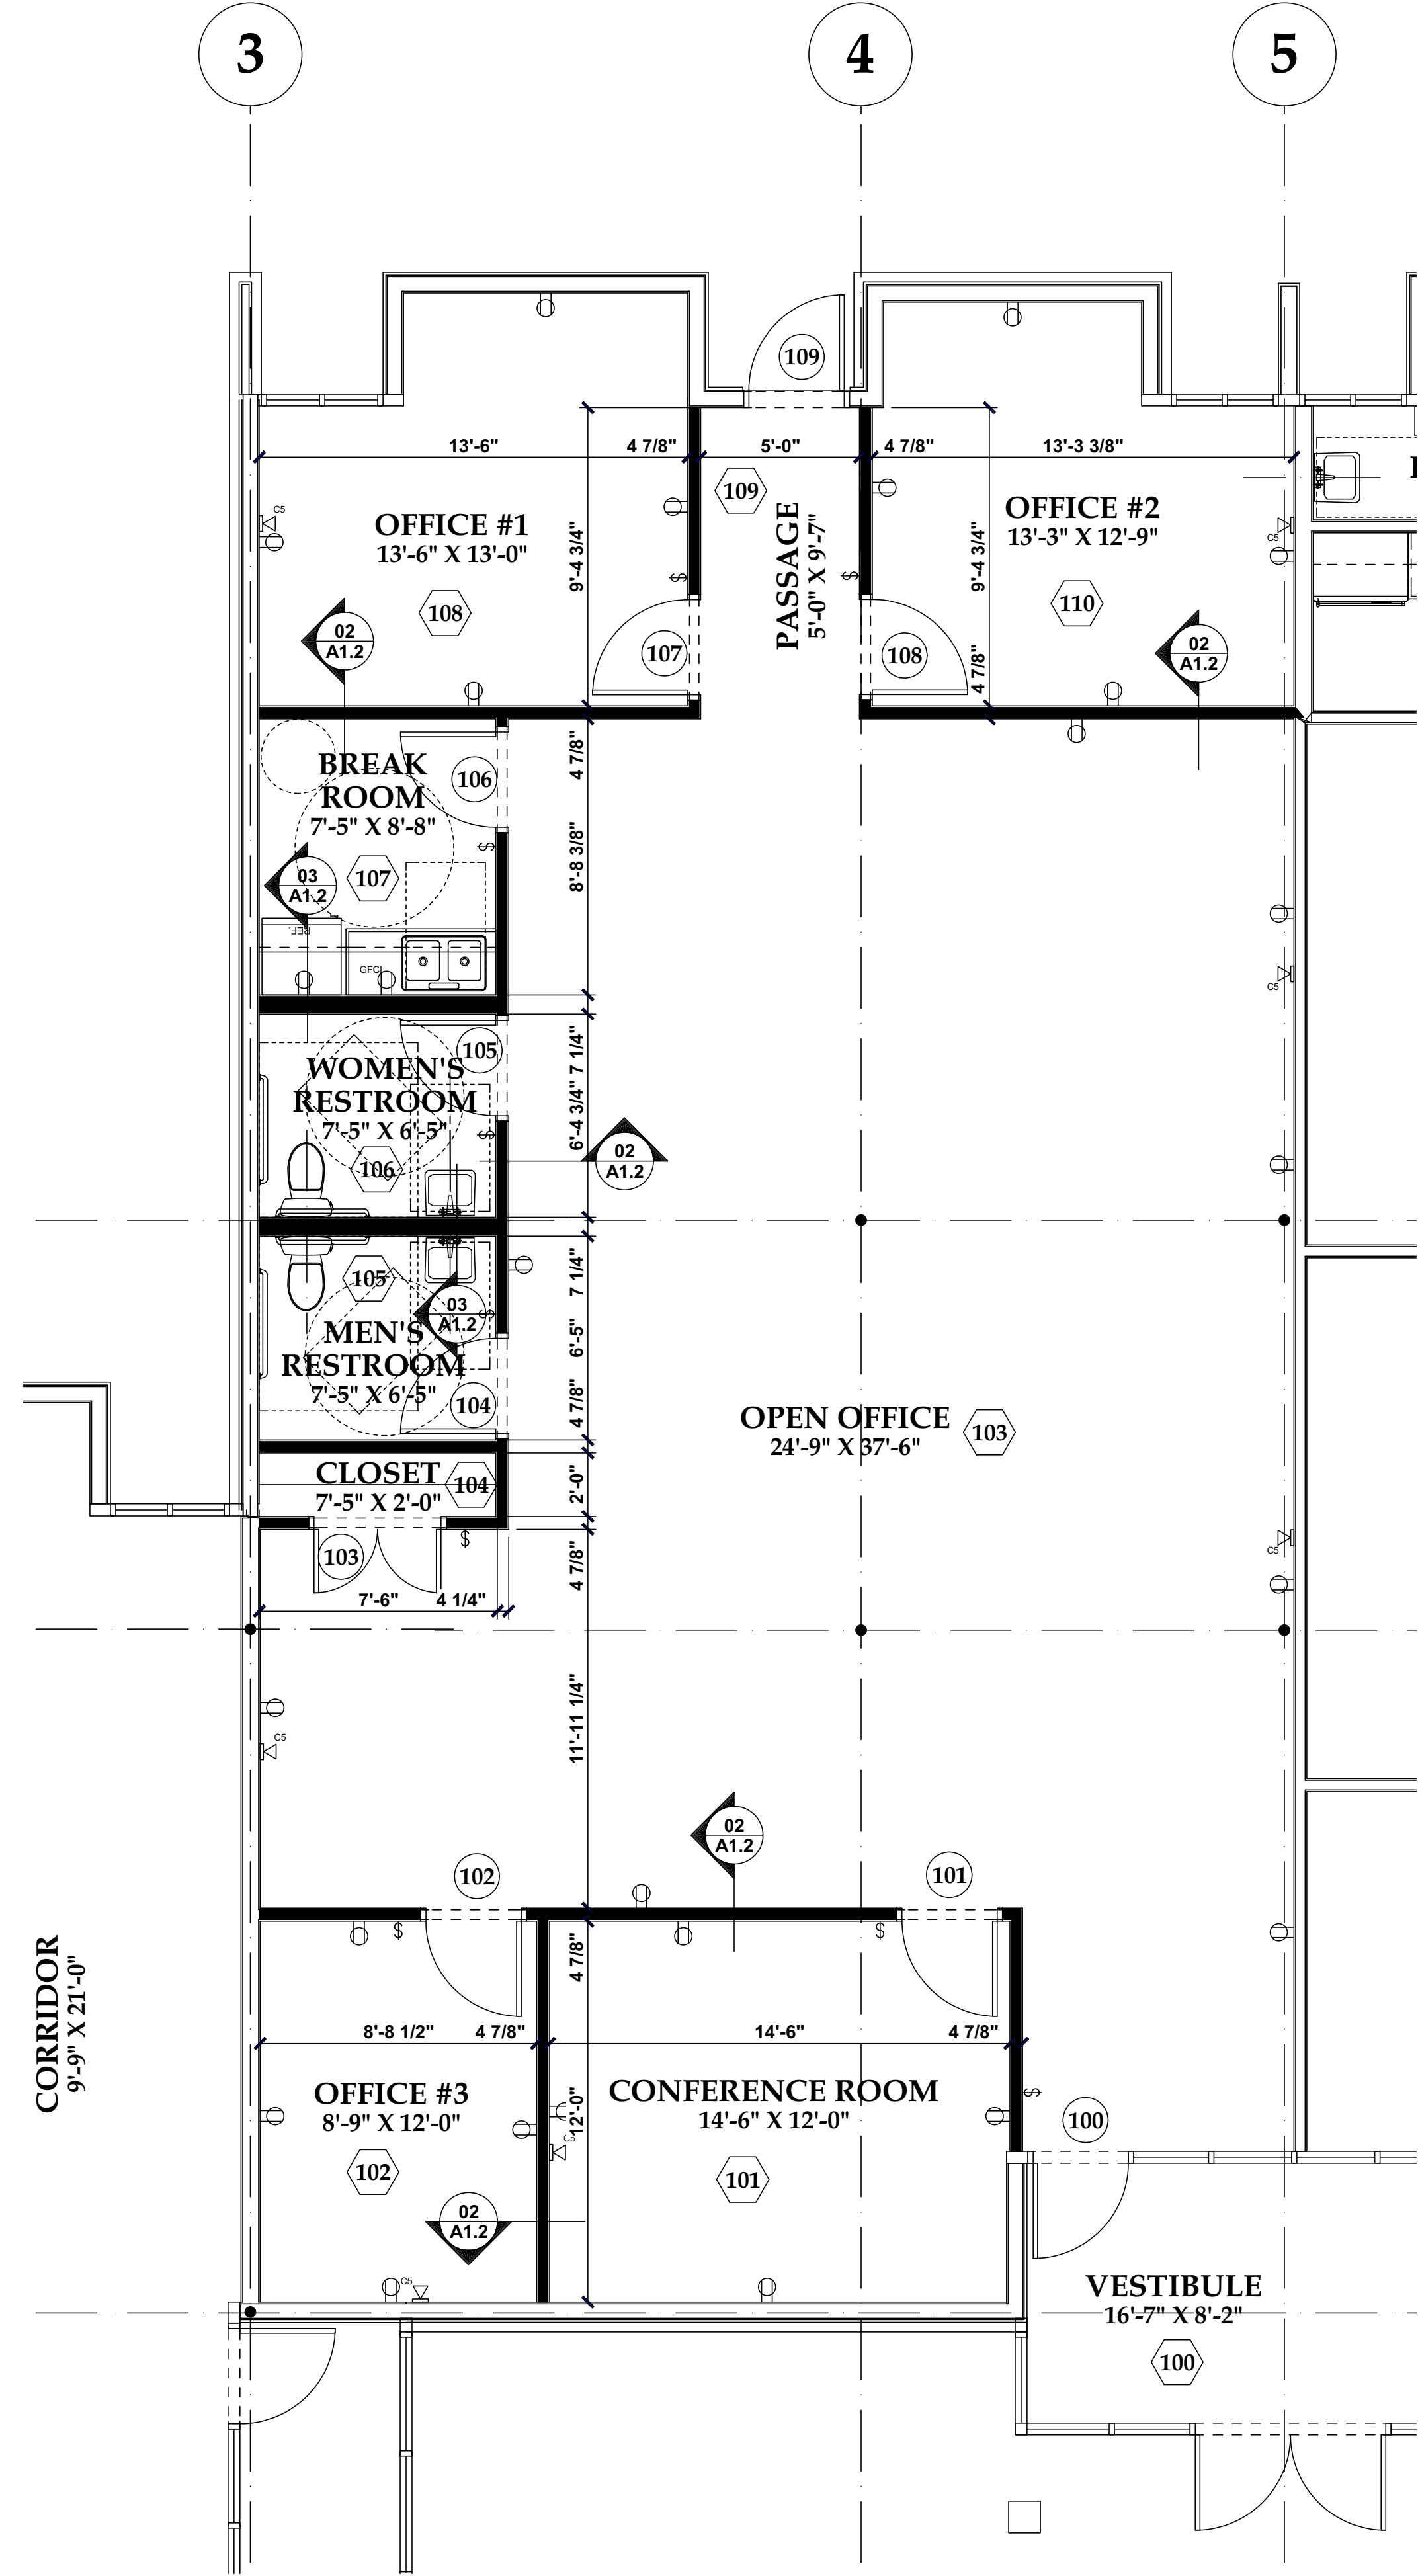 3
4
5
109
13'-6"
4 7/8"
5'-0"
4 7/8"
13'-3 3/8"
109
C5
OFFICE #1
13'-6" X 13'-0"
9'-4 3/4"
PASSAGE
5'-0" X 9'-7"
9'-4 3/4"
OFFICE #2
13'-3" X 12'-9"
C5
108
110
02
A1.2
107
108
4 7/8"
02
A1.2
BREAK
ROOM
7'-5" X 8'-8"
106
4 7/8"
8'-8 3/8"
03
A1.2
107
REF.
GFCI
C5
WOMEN'S
RESTROOM
7'-5" X 6'-5"
105
7 1/4"
6'-4 3/4"
106
02
A1.2
105
7 1/4"
03
A1.2
MEN'S
RESTROOM
7'-5" X 6'-5"
6'-5"
104
4 7/8"
OPEN OFFICE
24'-9" X 37'-6"
103
CLOSET
7'-5" X 2'-0"
104
2'-0"
103
4 7/8"
C5
7'-6"
4 1/4"
C5
11'-11 1/4"
02
A1.2
102
101
4 7/8"
CORRIDOR
9'-9" X 21'-0"
8'-8 1/2"
4 7/8"
14'-6"
4 7/8"
OFFICE #3
8'-9" X 12'-0"
12'-0"
C5
CONFERENCE ROOM
14'-6" X 12'-0"
100
102
101
02
A1.2
C5
VESTIBULE
16'-7" X 8'-2"
100